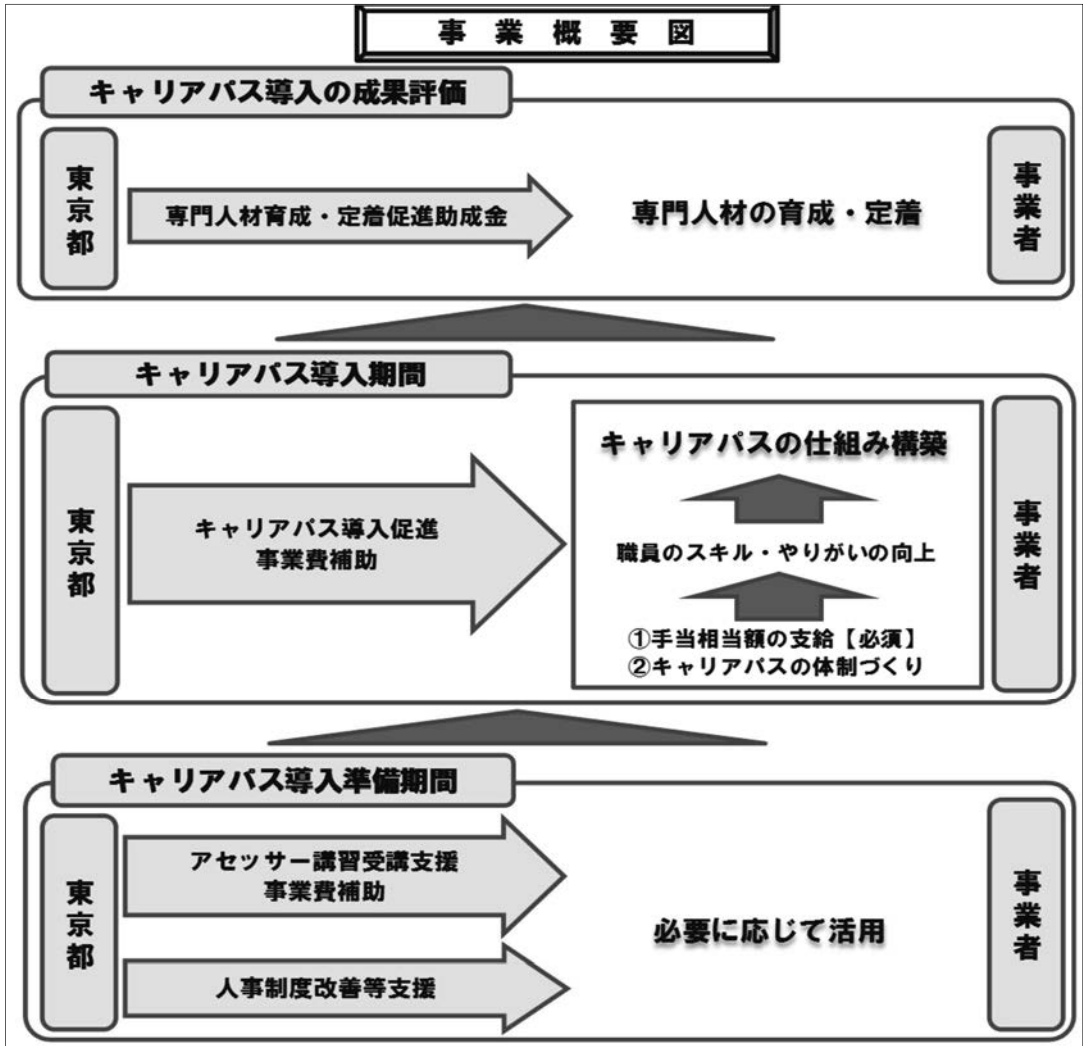 事業概要図
キャリアパス導入の成果評価
東京都
専門人材育成・定着促進助成金
専門人材の育成・定着
事業者
キャリアパス導入期間
東京都
キャリアパス導入促進
事業費補助
キャリアパスの仕組み構築
職員のスキル・やりがいの向上
①手当相当額の支給【必須】
②キャリアパスの体制づくり
事業者
キャリアパス導入準備期間
東京都
アセッサー講習受講支援
事業費補助
人事制度改善等支援
必要に応じて活用
事業者